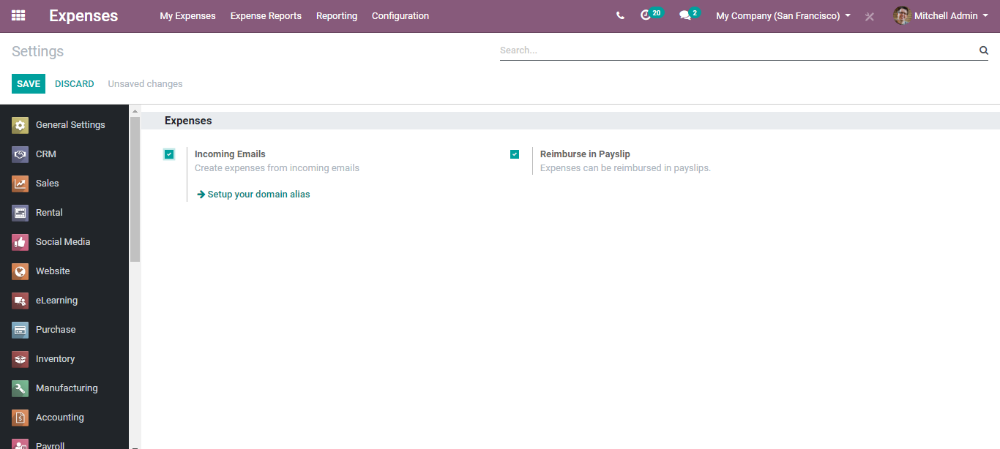 Expenses My Expenses Expense Reports Reporting Configuration 20 2 My Company (San Francisco) Mitchell Admin
Settings
Search...
SAVE DISCARD Unsaved changes
General Settings
CRM
Sales
Rental
Social Media
Website
eLearning
Purchase
Inventory
Manufacturing
Accounting
Payroll
Expenses
Incoming Emails
Create expenses from incoming emails
Setup your domain alias
Reimburse in Payslip
Expenses can be reimbursed in payslips.